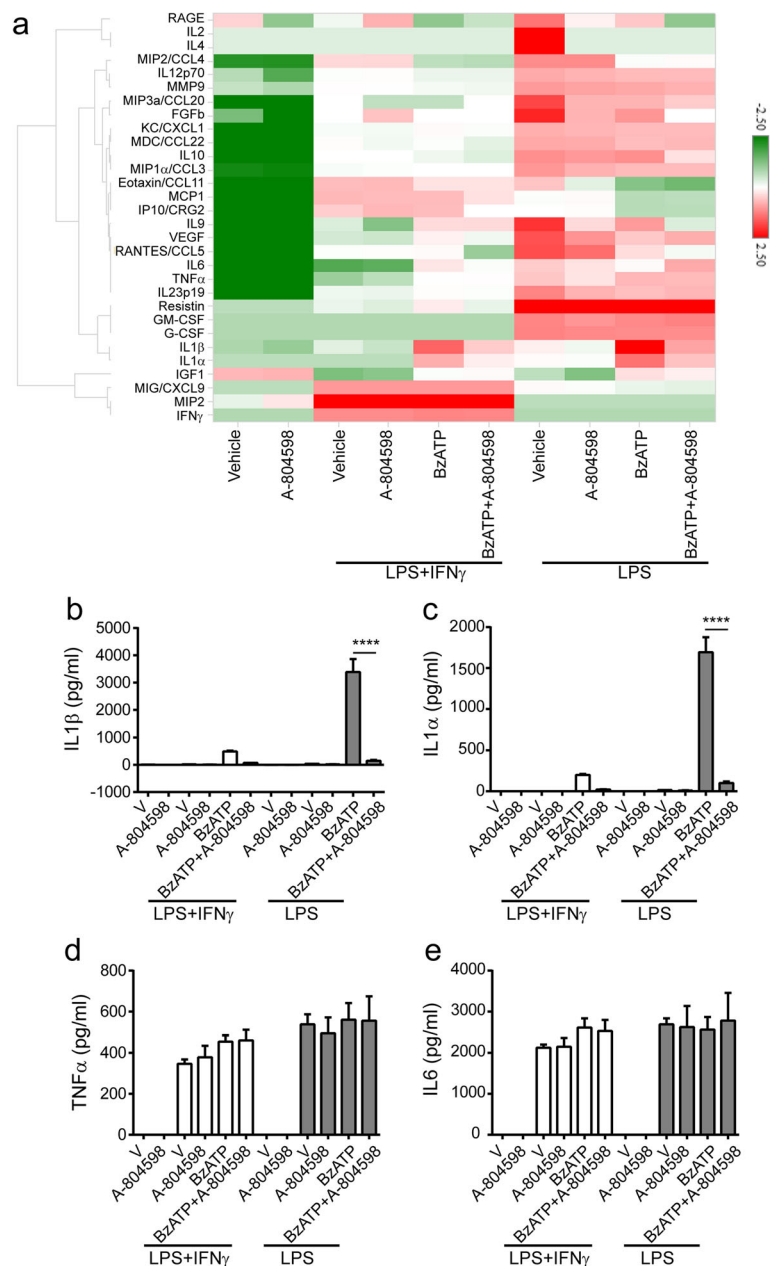 a
RAGE
IL2
IL4
MIP2/CCL4
IL12p70
MMP9
MIP3a/CCL20
FGFb
KC/CXCL1
MDC/CCL22
IL10
MIP1α/CCL3
Eotaxin/CCL11
MCP1
IP10/CRG2
IL9
VEGF
RANTES/CCL5
IL6
TNFα
IL23p19
Resistin
GM-CSF
G-CSF
IL1β
IL1α
IGF1
MIG/CXCL9
MIP2
IFNγ
-2.50
2.50
Vehicle
A-804598
Vehicle
A-804598
BzATP
BzATP+A-804598
Vehicle
A-804598
BzATP
BzATP+A-804598
LPS+IFNγ
LPS
b
IL1β (pg/ml)
5000
4000
3000
2000
1000
0
-1000
****
V
A-804598
V
A-804598
BzATP
BzATP+A-804598
V
A-804598
BzATP
BzATP+A-804598
LPS+IFNγ
LPS
c
IL1α (pg/ml)
2000
1500
1000
500
0
****
V
A-804598
V
A-804598
BzATP
BzATP+A-804598
V
A-804598
BzATP
BzATP+A-804598
LPS+IFNγ
LPS
d
TNFα (pg/ml)
800
600
400
200
0
V
A-804598
V
A-804598
BzATP
BzATP+A-804598
V
A-804598
BzATP
BzATP+A-804598
LPS+IFNγ
LPS
e
IL6 (pg/ml)
4000
3000
2000
1000
0
V
A-804598
V
A-804598
BzATP
BzATP+A-804598
V
A-804598
BzATP
BzATP+A-804598
LPS+IFNγ
LPS